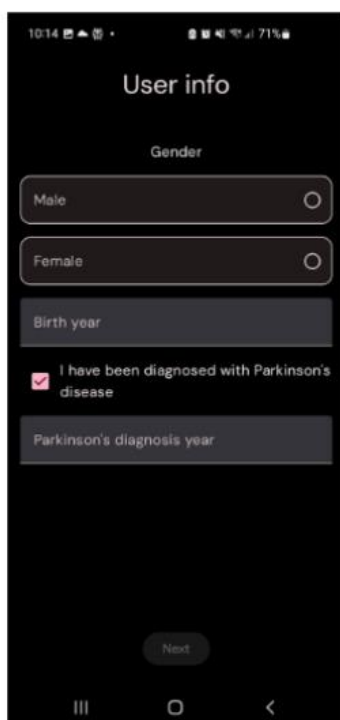 10:14
71%
User info
Gender
Male
Female
Birth year
I have been diagnosed with Parkinson's
disease
Parkinson's diagnosis year
Next